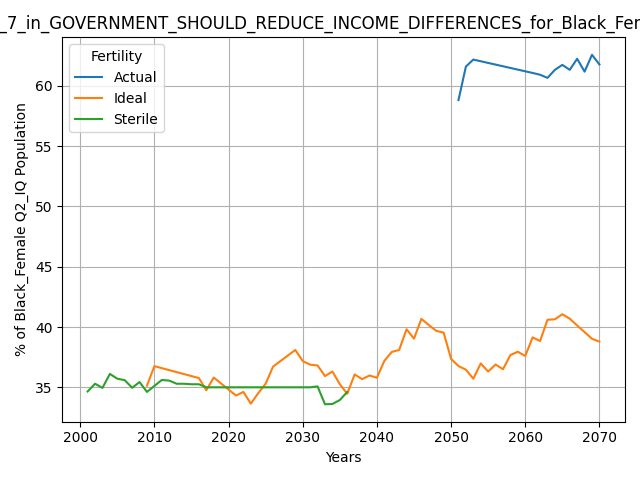 _7_in_GOVERNMENT_SHOULD_REDUCE_INCOME_DIFFERENCES_for_Black_Fem
Fertility
Actual
Ideal
Sterile
% of Black_Female Q2_IQ Population
60
55
50
45
40
35
2000
2010
2020
2030
2040
2050
2060
2070
Years